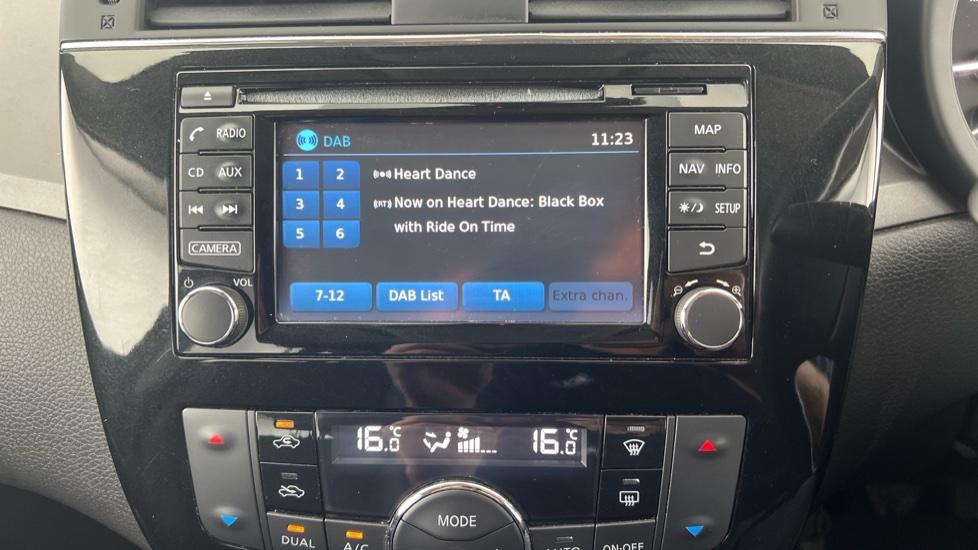 RADIO
CD AUX
CAMERA
VOL
DAB 11:23
1 2
Heart Dance
3 4
Now on Heart Dance: Black Box
with Ride On Time
5 6
7-12 DAB List TA Extra chan.
MAP
NAV INFO
SETUP
16.0°C 16.0°C
MODE
DUAL
A/C
AUTO
ON·OFF